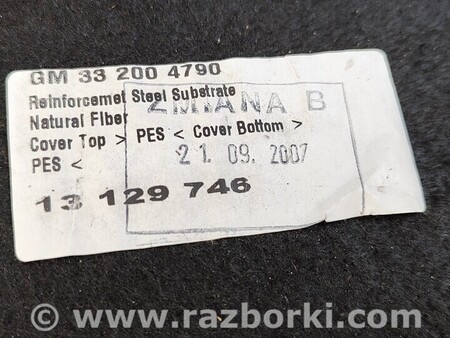 GM 33 200 4790
Reinforcemet Steel Substrate
ZMIANA B
Natural Fiber
Cover Top > PES < Cover Bottom >
PES <
21. 09. 2007
13 129 746
© www.razborki.com